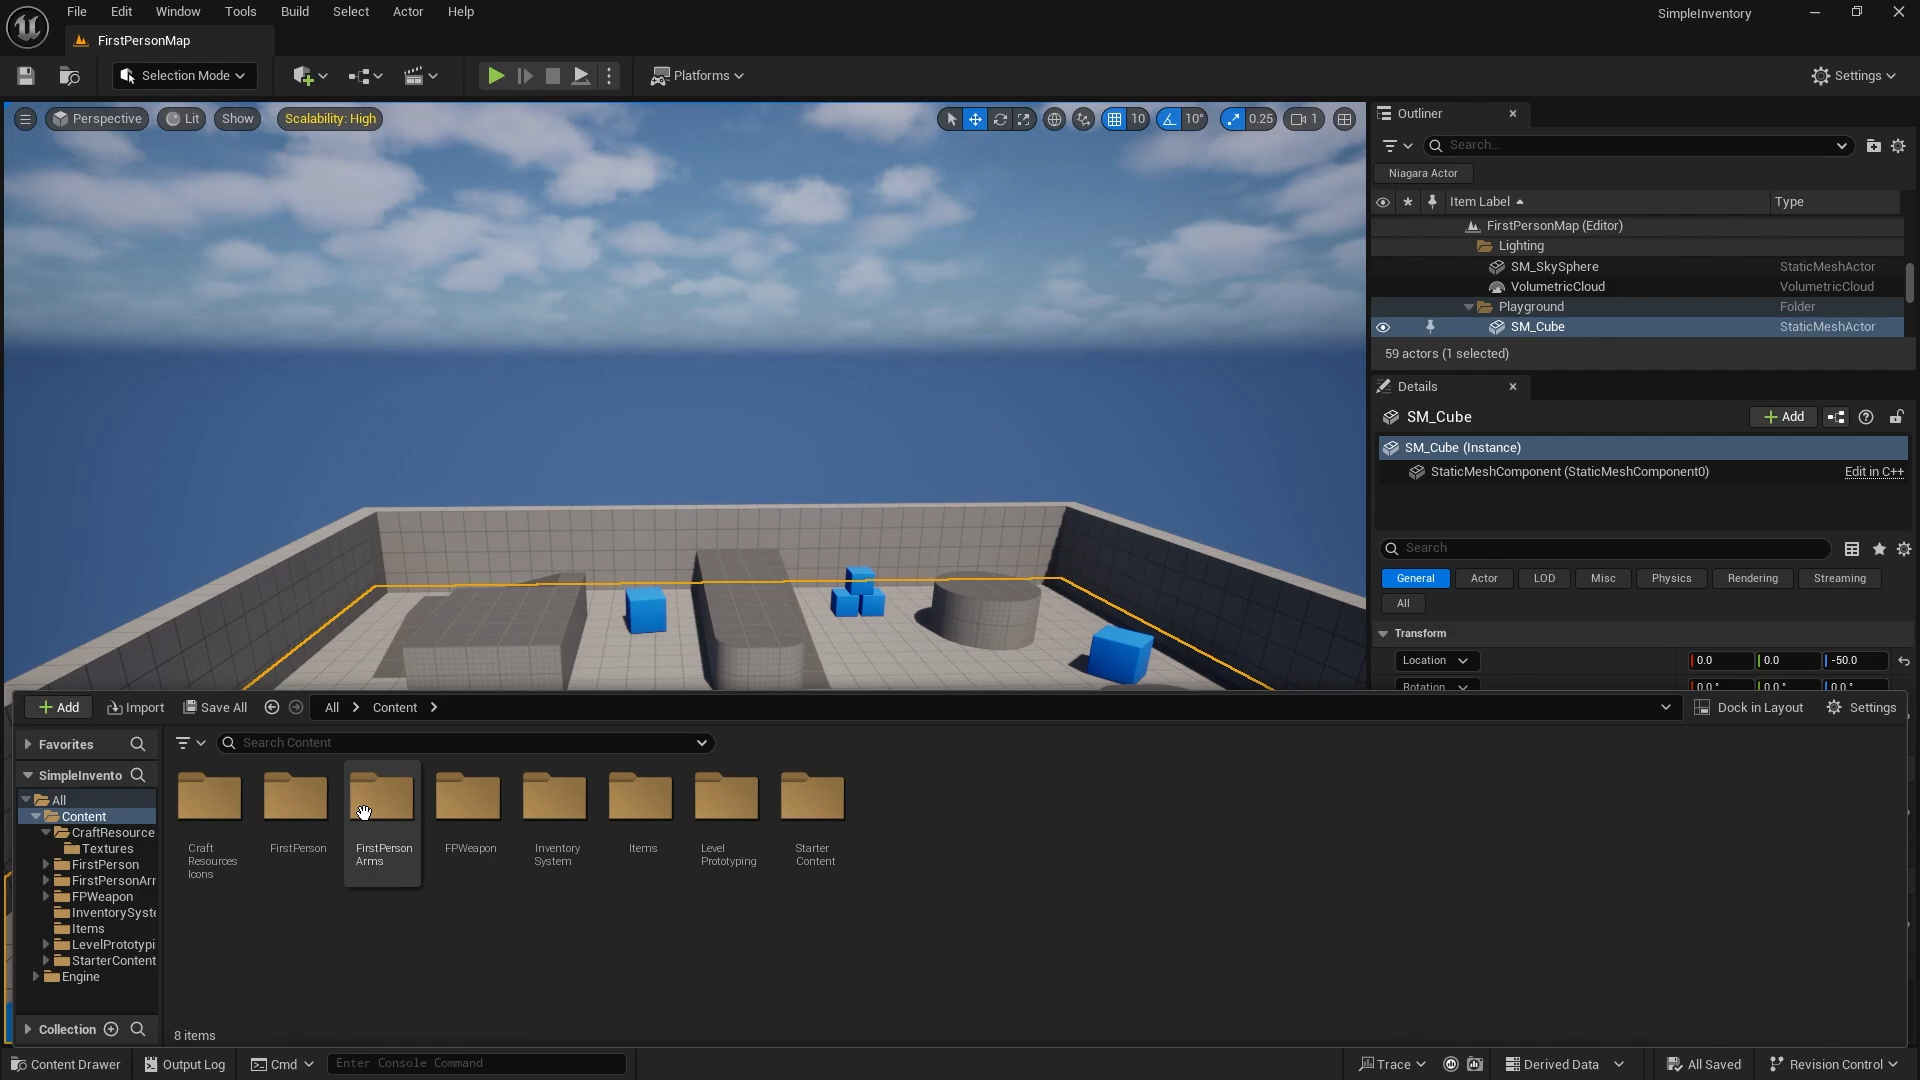 File Edit Window Tools Build Select Actor Help
SimpleInventory
FirstPersonMap
Selection Mode
Platforms
Settings
Perspective Lit Show Scalability: High
10 10° 0.25 1
Outliner
Search...
Niagara Actor
Item Label Type
FirstPersonMap (Editor)
Lighting
SM_SkySphere StaticMeshActor
VolumetricCloud VolumetricCloud
Playground Folder
SM_Cube StaticMeshActor
59 actors (1 selected)
Details
SM_Cube
Add
SM_Cube (Instance)
StaticMeshComponent (StaticMeshComponent0) Edit in C++
Search
General Actor LOD Misc Physics Rendering Streaming
All
Transform
Location 0.0 0.0 -50.0
Rotation 0.0° 0.0° 0.0°
Add Import Save All All Content Dock in Layout Settings
Favorites
Search Content
SimpleInvento
All
Content
CraftResource
Textures
FirstPerson
FirstPersonArr
FPWeapon
InventorySyste
Items
LevelPrototypi
StarterContent
Engine
Collection
Craft
Resources
Icons
FirstPerson
FirstPerson
Arms
FPWeapon
Inventory
System
Items
Level
Prototyping
Starter
Content
8 items
Content Drawer Output Log Cmd Enter Console Command
Trace Derived Data All Saved Revision Control